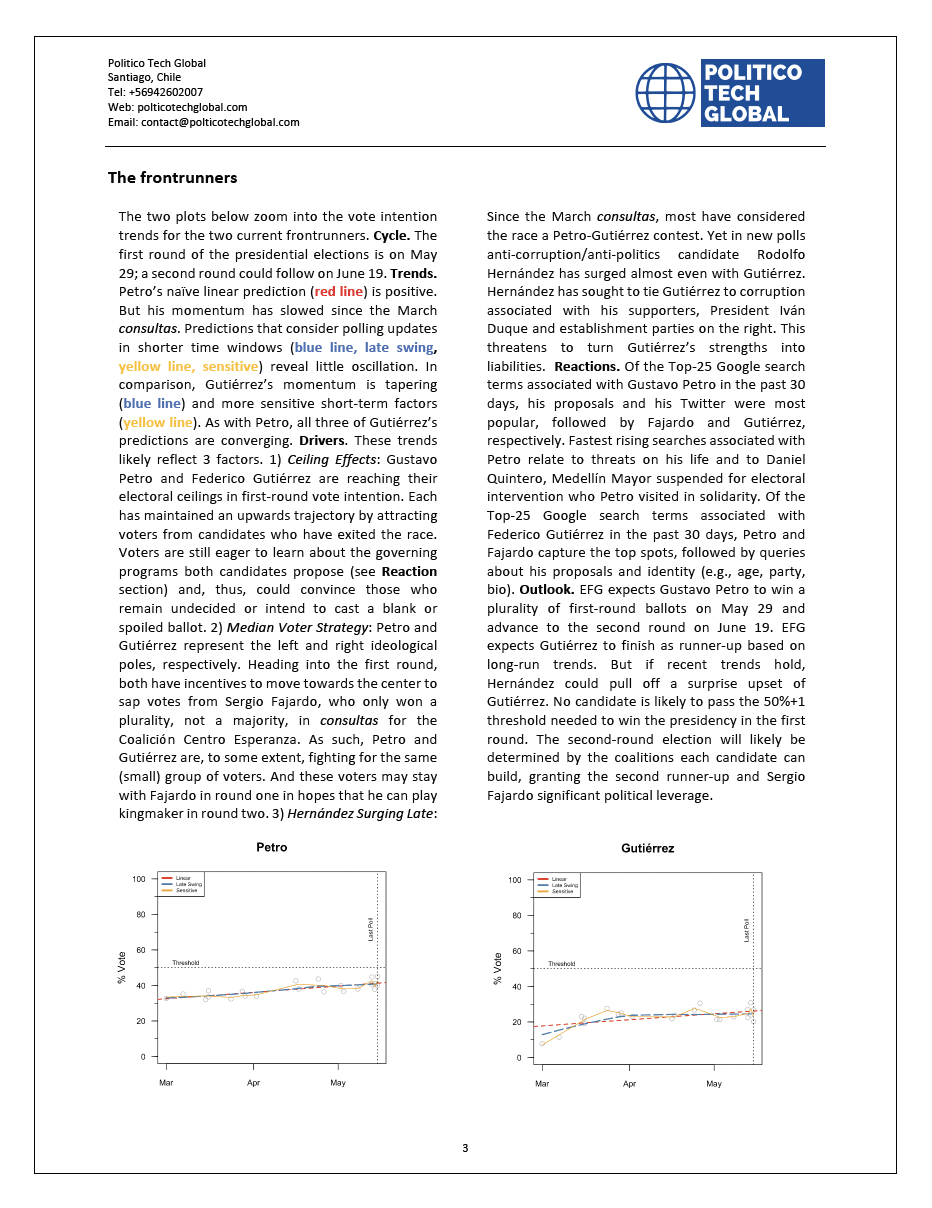 Politico Tech Global
Santiago, Chile
Tel: +56942602007
Web: polticotechglobal.com
Email: contact@polticotechglobal.com
POLITICO
TECH
GLOBAL
The frontrunners
The two plots below zoom into the vote intention
trends for the two current frontrunners. Cycle. The
first round of the presidential elections is on May
29; a second round could follow on June 19. Trends.
Petro's naïve linear prediction (red line) is positive.
But his momentum has slowed since the March
consultas. Predictions that consider polling updates
in shorter time windows (blue line, late swing,
yellow line, sensitive) reveal little oscillation. In
comparison, Gutiérrez's momentum is tapering
(blue line) and more sensitive short-term factors
(yellow line). As with Petro, all three of Gutiérrez's
predictions are converging. Drivers. These trends
likely reflect 3 factors. 1) Ceiling Effects: Gustavo
Petro and Federico Gutiérrez are reaching their
electoral ceilings in first-round vote intention. Each
has maintained an upwards trajectory by attracting
voters from candidates who have exited the race.
Voters are still eager to learn about the governing
programs both candidates propose (see Reaction
section) and, thus, could convince those who
remain undecided or intend to cast a blank or
spoiled ballot. 2) Median Voter Strategy: Petro and
Gutiérrez represent the left and right ideological
poles, respectively. Heading into the first round,
both have incentives to move towards the center to
sap votes from Sergio Fajardo, who only won a
plurality, not a majority, in consultas for the
Coalición Centro Esperanza. As such, Petro and
Gutiérrez are, to some extent, fighting for the same
(small) group of voters. And these voters may stay
with Fajardo in round one in hopes that he can play
kingmaker in round two. 3) Hernández Surging Late:
Since the March consultas, most have considered
the race a Petro-Gutiérrez contest. Yet in new polls
anti-corruption/anti-politics candidate Rodolfo
Hernández has surged almost even with Gutiérrez.
Hernández has sought to tie Gutiérrez to corruption
associated with his supporters, President Iván
Duque and establishment parties on the right. This
threatens to turn Gutiérrez's strengths into
liabilities. Reactions. Of the Top-25 Google search
terms associated with Gustavo Petro in the past 30
days, his proposals and his Twitter were most
popular, followed by Fajardo and Gutiérrez,
respectively. Fastest rising searches associated with
Petro relate to threats on his life and to Daniel
Quintero, Medellín Mayor suspended for electoral
intervention who Petro visited in solidarity. Of the
Top-25 Google search terms associated with
Federico Gutiérrez in the past 30 days, Petro and
Fajardo capture the top spots, followed by queries
about his proposals and identity (e.g., age, party,
bio). Outlook. EFG expects Gustavo Petro to win a
plurality of first-round ballots on May 29 and
advance to the second round on June 19. EFG
expects Gutiérrez to finish as runner-up based on
long-run trends. But if recent trends hold,
Hernández could pull off a surprise upset of
Gutiérrez. No candidate is likely to pass the 50%+1
threshold needed to win the presidency in the first
round. The second-round election will likely be
determined by the coalitions each candidate can
build, granting the second runner-up and Sergio
Fajardo significant political leverage.
Petro
% Vote
100
80
60
40
20
0
Linear
Late Swing
Sensitive
Threshold
Last Poll
Mar
Apr
May
Gutiérrez
% Vote
100
80
60
40
20
0
Linear
Late Swing
Sensitive
Threshold
Last Poll
Mar
Apr
May
3